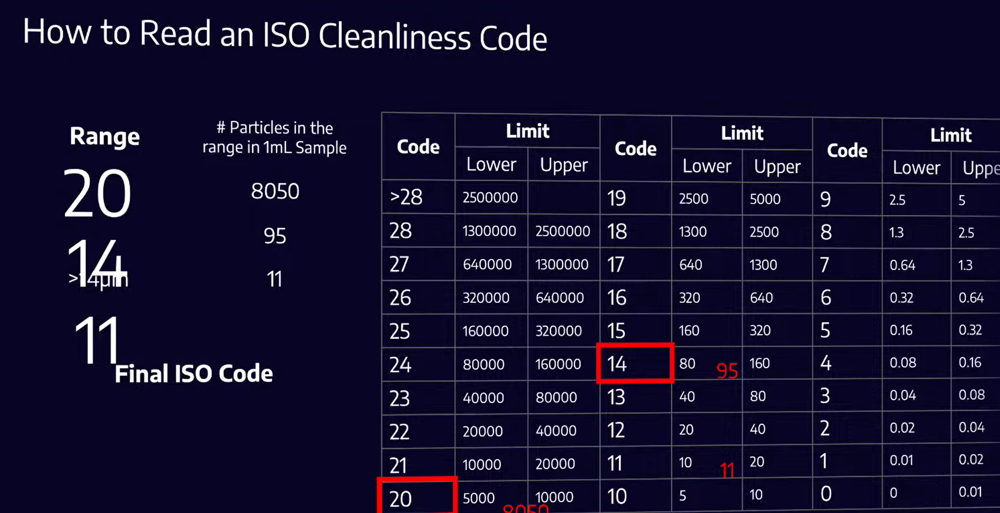 How to Read an ISO Cleanliness Code
Range
# Particles in the
range in 1mL Sample
20
8050
14
95
>14µm
11
11
Final ISO Code
Code Limit Code Limit Code Limit
Lower Upper Lower Upper Lower Uppe
>28 2500000 19 2500 5000 9 2.5 5
28 1300000 2500000 18 1300 2500 8 1.3 2.5
27 640000 1300000 17 640 1300 7 0.64 1.3
26 320000 640000 16 320 640 6 0.32 0.64
25 160000 320000 15 160 320 5 0.16 0.32
24 80000 160000 14 80 95 160 4 0.08 0.16
23 40000 80000 13 40 80 3 0.04 0.08
22 20000 40000 12 20 40 2 0.02 0.04
21 10000 20000 11 10 11 20 1 0.01 0.02
20 5000 10000 10 5 10 0 0 0.01
8050